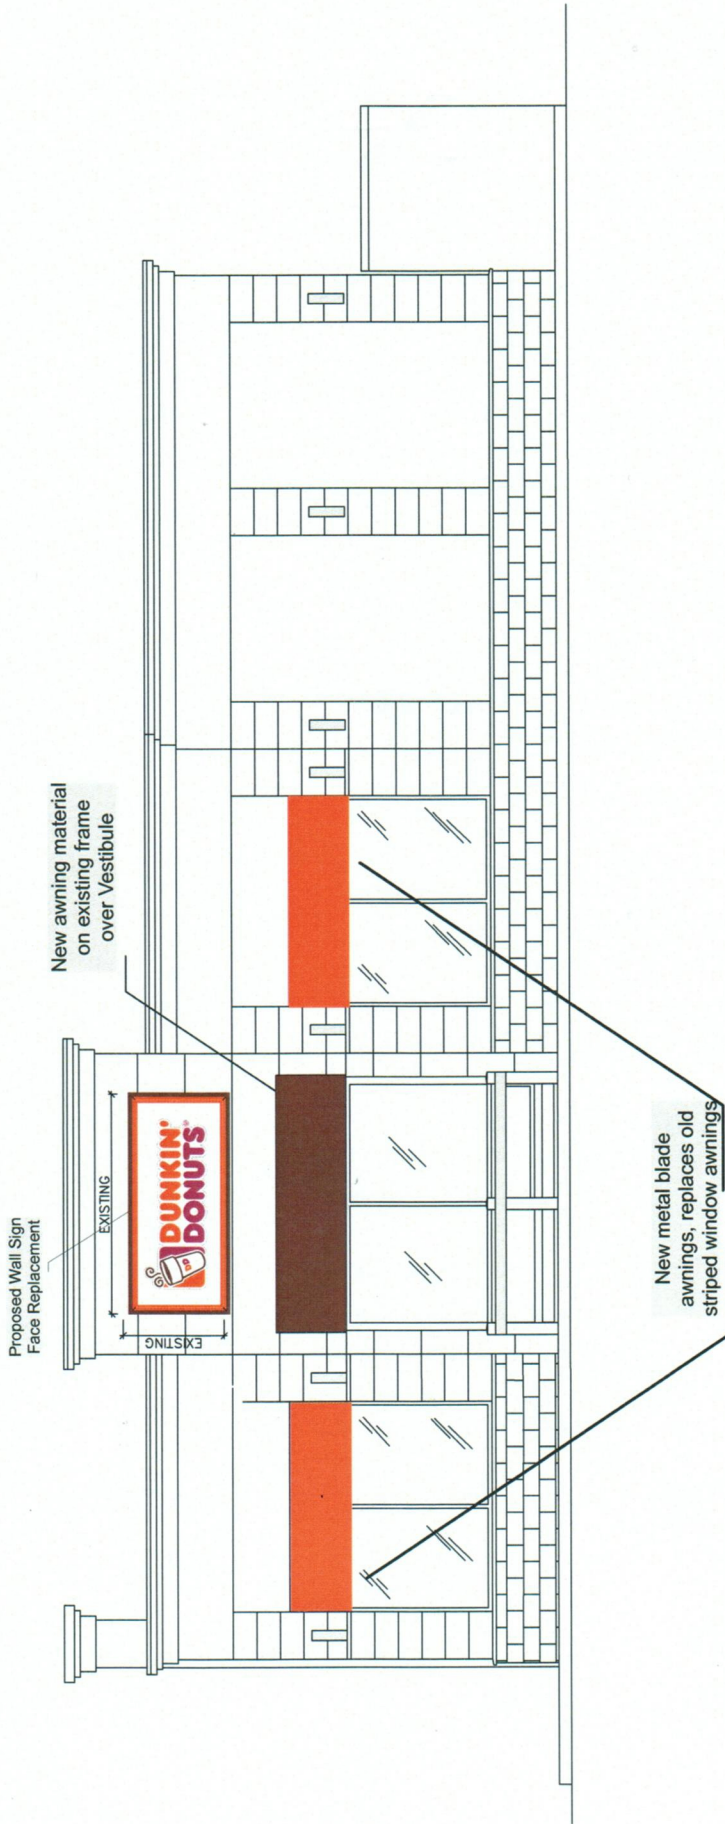 Proposed Wall Sign
Face Replacement
EXISTING
EXISTING
DUNKIN'
DONUTS®
DD
New awning material
on existing frame
over Vestibule
New metal blade
awnings, replaces old
striped window awnings